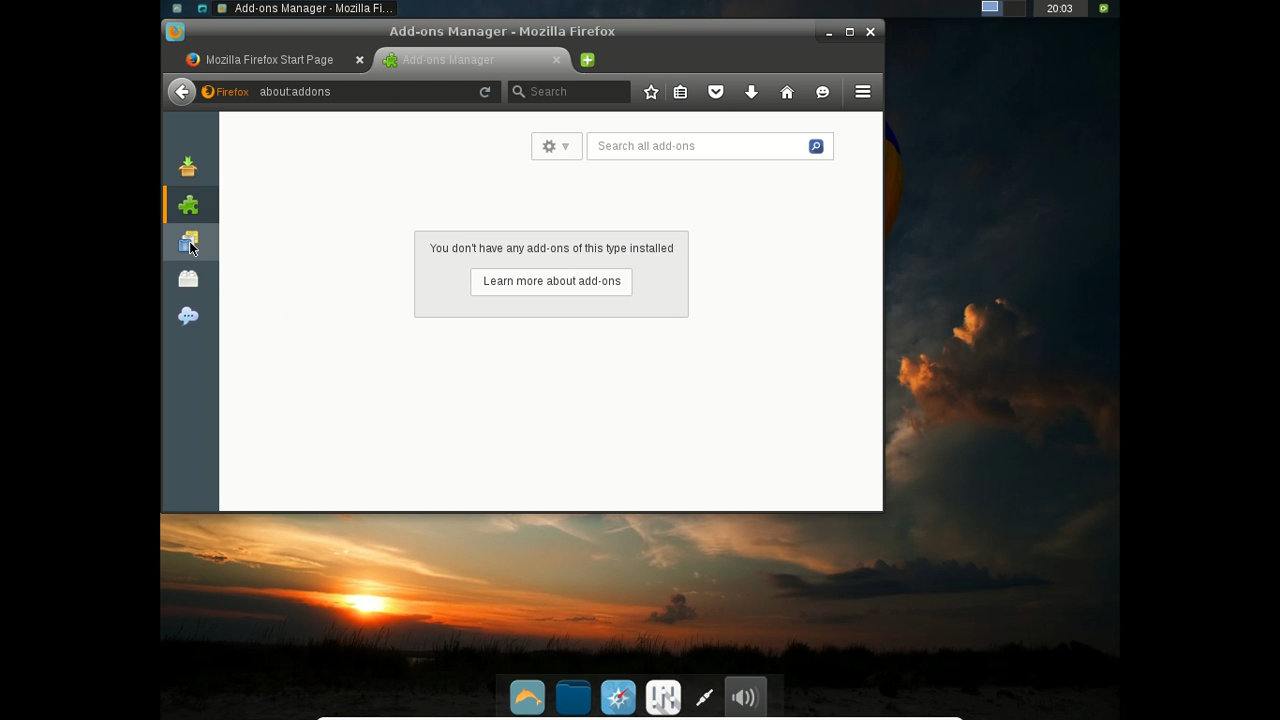 Add-ons Manager - Mozilla Fi...
20:03
Add-ons Manager - Mozilla Firefox
Mozilla Firefox Start Page
Add-ons Manager
Firefox
about:addons
Search
Search all add-ons
You don't have any add-ons of this type installed
Learn more about add-ons